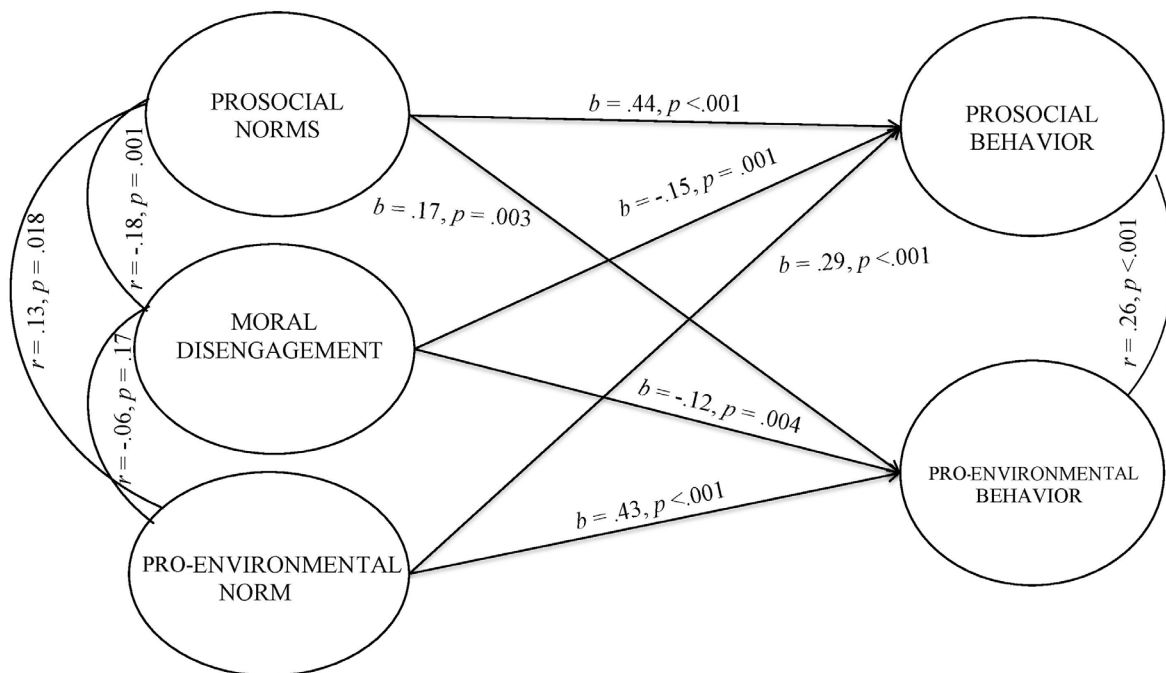 PROSOCIAL
NORMS
MORAL
DISENGAGEMENT
PRO-ENVIRONMENTAL
NORM
r = .13, p = .018
r = -.18, p = .001
r = -.06, p = .17
b = .44, p <.001
b = .17, p = .003
b = -.15, p = .001
b = .29, p <.001
b = -.12, p = .004
b = .43, p <.001
PROSOCIAL
BEHAVIOR
PRO-ENVIRONMENTAL
BEHAVIOR
r = .26, p <.001